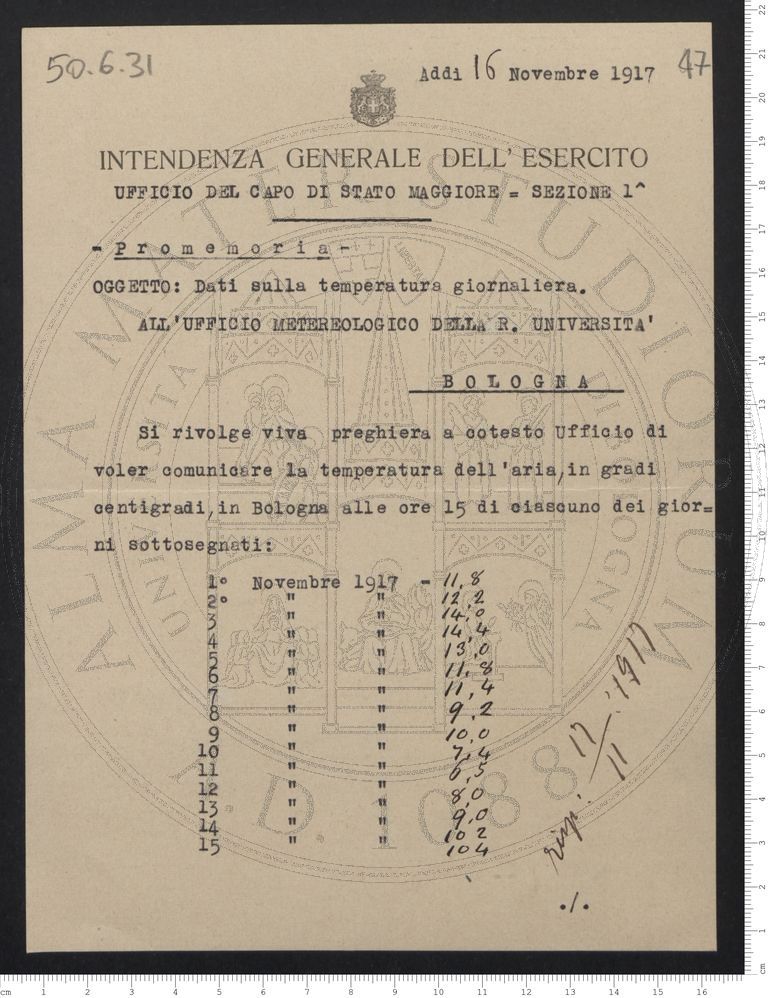 50.6.31
Addi 16 Novembre 1917
47
INTENDENZA GENERALE DELL'ESERCITO
UFFICIO DEL CAPO DI STATO MAGGIORE = SEZIONE 1^
- Promemoria -
OGGETTO: Dati sulla temperatura giornaliera.
ALL'UFFICIO METEREOLOGICO DELLA R. UNIVERSITA'
BOLOGNA
Si rivolge viva preghiera a cotesto Ufficio di
voler comunicare la temperatura dell'aria, in gradi
centigradi, in Bologna alle ore 15 di ciascuno dei gior=
ni sottosegnati:
1° Novembre 1917 - 11,8
2° " " 12,2
3 " " 14,0
4 " " 14,4
5 " " 13,0
6 " " 11,8
7 " " 11,4
8 " " 9,2
9 " " 10,0
10 " " 7,4
11 " " 6,5
12 " " 8,0
13 " " 9,0
14 " " 10 2
15 " " 10 4
risp. 17/11 1917
./.
ALMA MATER STUDIORUM
A.D. 1088